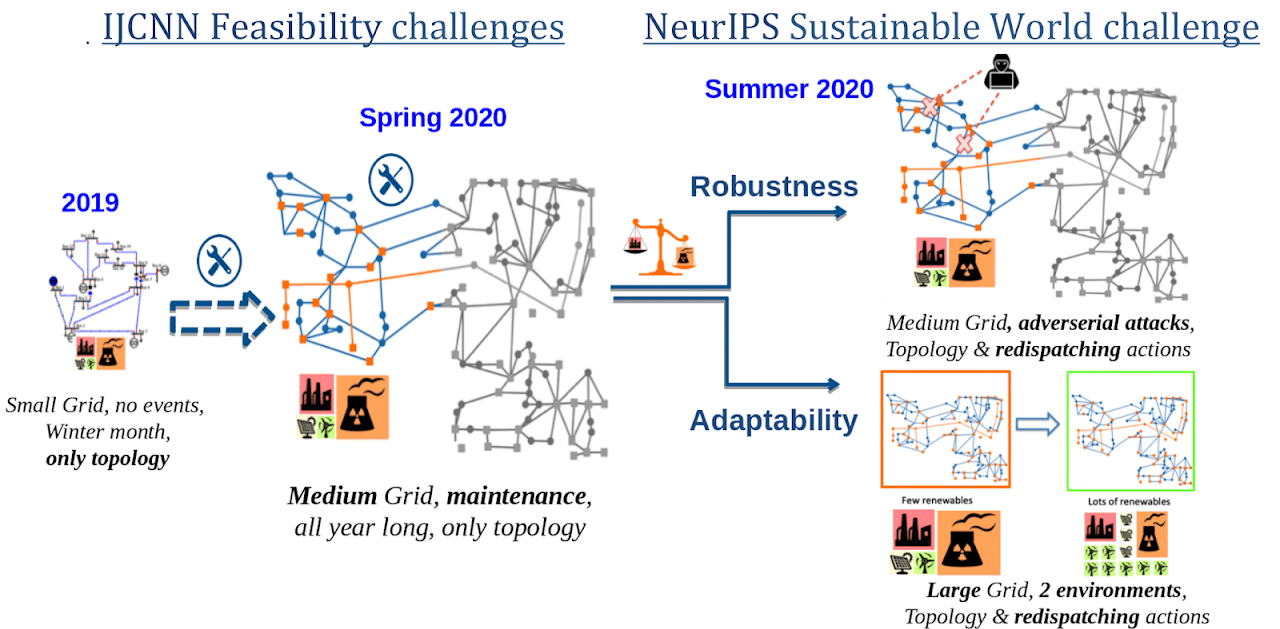 . IJCNN Feasibility challenges
NeurIPS Sustainable World challenge
2019
Small Grid, no events,
Winter month,
only topology
Spring 2020
Medium Grid, maintenance,
all year long, only topology
Summer 2020
Robustness
Medium Grid, adverserial attacks,
Topology & redispatching actions
Adaptability
Few renewables
Lots of renewables
Large Grid, 2 environments,
Topology & redispatching actions